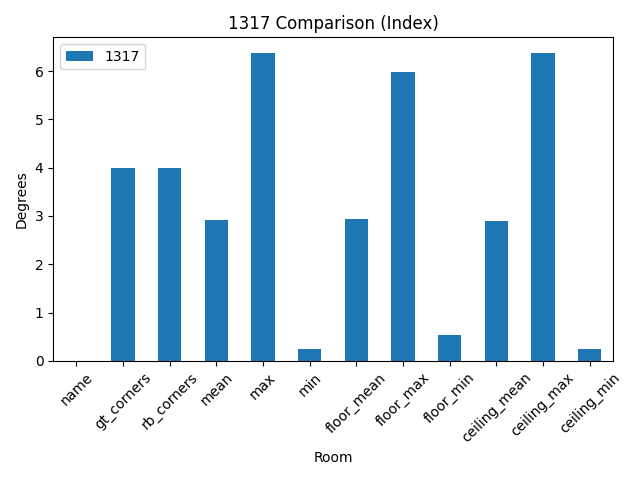 1317 Comparison (Index)
1317
Degrees
6
5
4
3
2
1
0
name
gt_corners
rb_corners
mean
max
min
floor_mean
floor_max
floor_min
ceiling_mean
ceiling_max
ceiling_min
Room